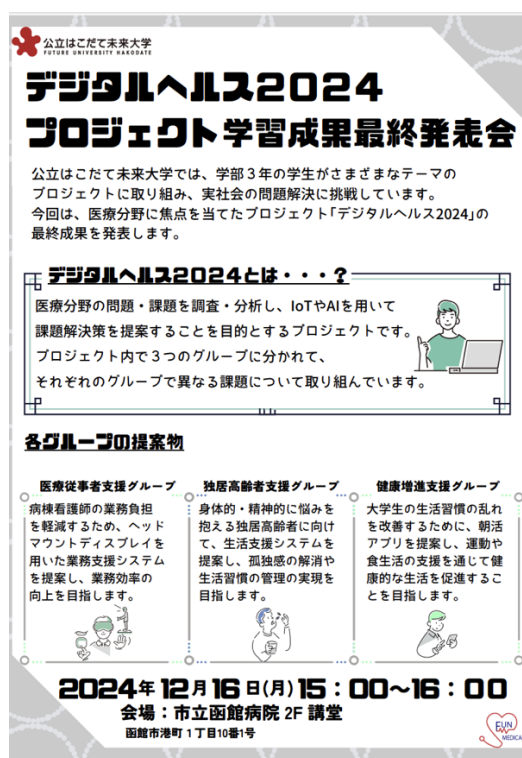 公立はこだて未来大学
FUTURE UNIVERSITY HAKODATE
デジタルヘルス2024
プロジェクト学習成果最終発表会
公立はこだて未来大学では、学部3年の学生がさまざまなテーマの
プロジェクトに取り組み、実社会の問題解決に挑戦しています。
今回は、医療分野に焦点を当てたプロジェクト「デジタルヘルス2024」の
最終成果を発表します。
デジタルヘルス2024とは・・・?
医療分野の問題・課題を調査・分析し、IoTやAIを用いて
課題解決策を提案することを目的とするプロジェクトです。
プロジェクト内で3つのグループに分かれて、
それぞれのグループで異なる課題について取り組んでいます。
各グループの提案物
医療従事者支援グループ
病棟看護師の業務負担
を軽減するため、ヘッド
マウントディスプレイを
用いた業務支援システム
を提案し、業務効率の
向上を目指します。
独居高齢者支援グループ
身体的・精神的に悩みを
抱える独居高齢者に向け
て、生活支援システムを
提案し、孤独感の解消や
生活習慣の管理の実現を
目指します。
健康増進支援グループ
大学生の生活習慣の乱れ
を改善するために、朝活
アプリを提案し、運動や
食生活の支援を通じて健
康的な生活を促進するこ
とを目指します。
2024年12月16日(月)15:00~16:00
会場:市立函館病院 2F 講堂
函館市港町1丁目10番1号
FUN
MEDICA